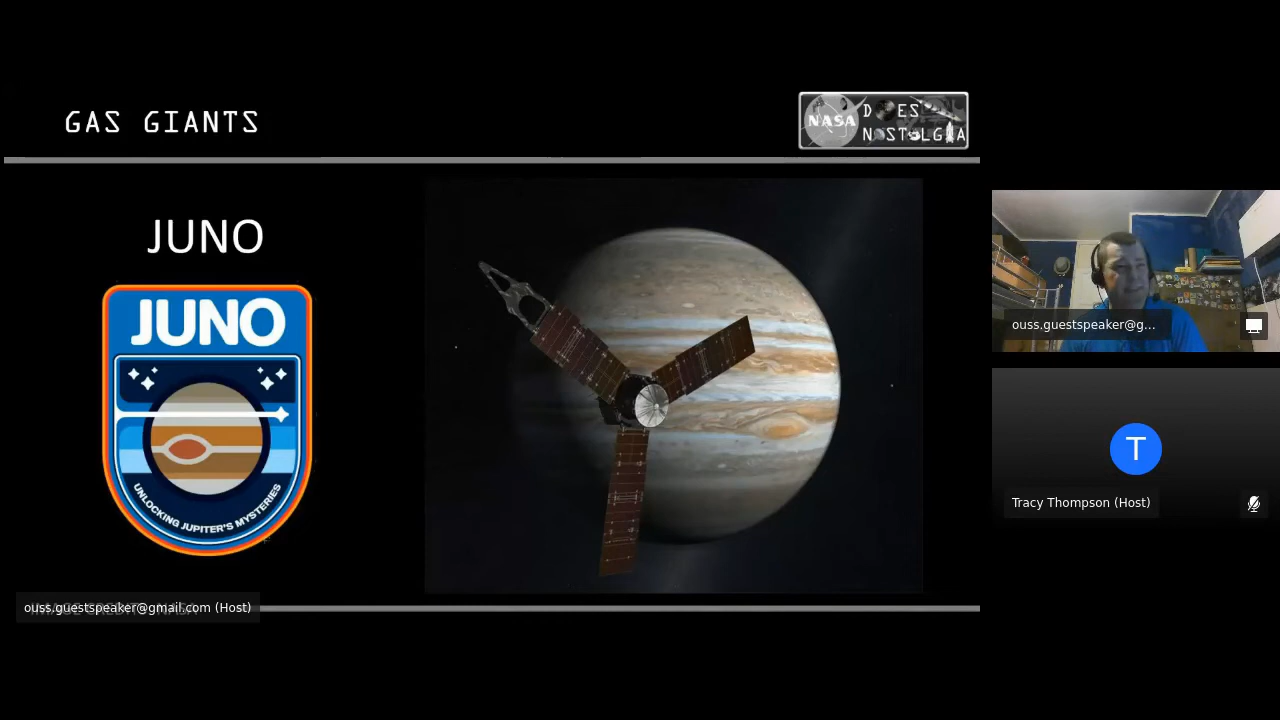 GAS GIANTS
NASA
DOES
NOSTALGIA
JUNO
JUNO
UNLOCKING JUPITER'S MYSTERIES
ouss.guestspeaker@gmail.com (Host)
ouss.guestspeaker@g...
T
Tracy Thompson (Host)